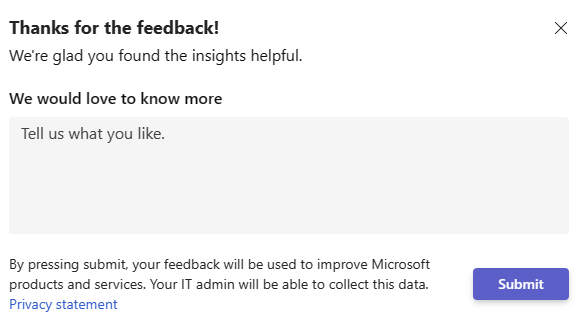 Thanks for the feedback!
We're glad you found the insights helpful.
We would love to know more
Tell us what you like.
By pressing submit, your feedback will be used to improve Microsoft
products and services. Your IT admin will be able to collect this data.
Privacy statement
Submit